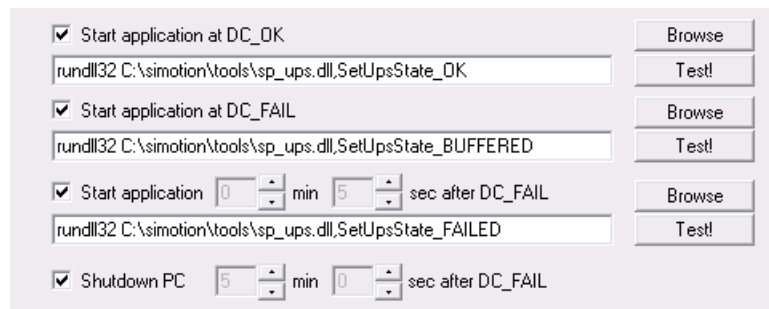 Start application at DC_OK Browse
rundll32 C:\simotion\tools\sp_ups.dll,SetUpsState_OK Test!
Start application at DC_FAIL Browse
rundll32 C:\simotion\tools\sp_ups.dll,SetUpsState_BUFFERED Test!
Start application 0 min 5 sec after DC_FAIL Browse
rundll32 C:\simotion\tools\sp_ups.dll,SetUpsState_FAILED Test!
Shutdown PC 5 min 0 sec after DC_FAIL